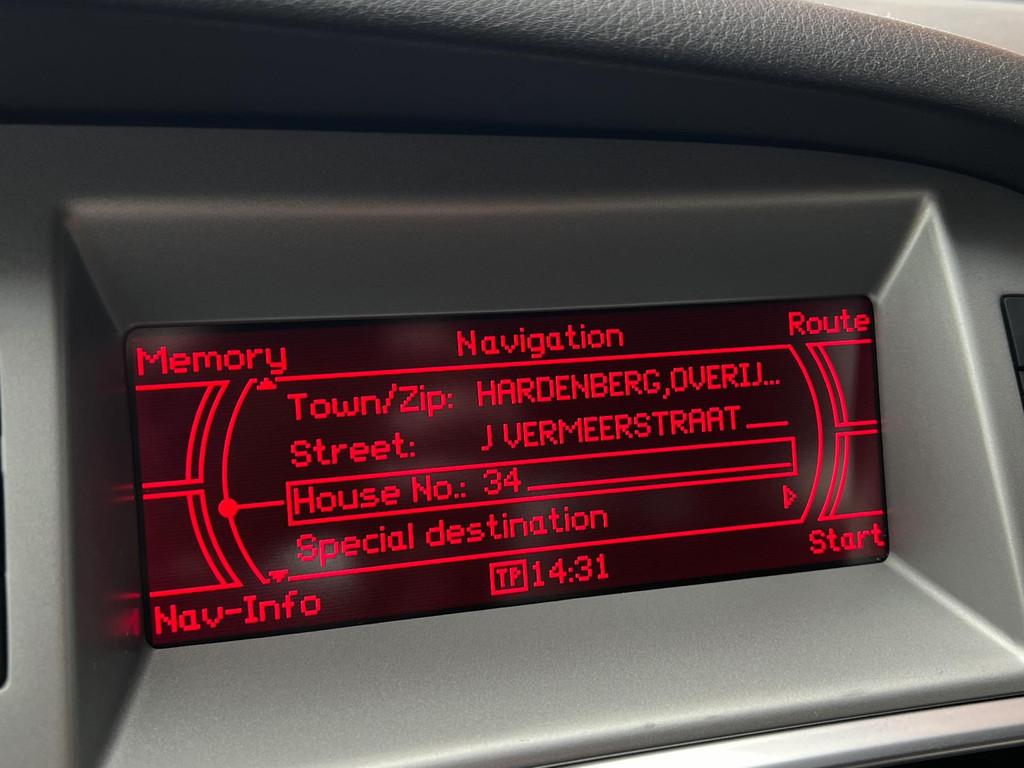 Memory Navigation Route
Town/Zip: HARDENBERG,OVERIJ...
Street: J VERMEERSTRAAT
House No.: 34
Special destination
Nav-Info TP 14:31 Start